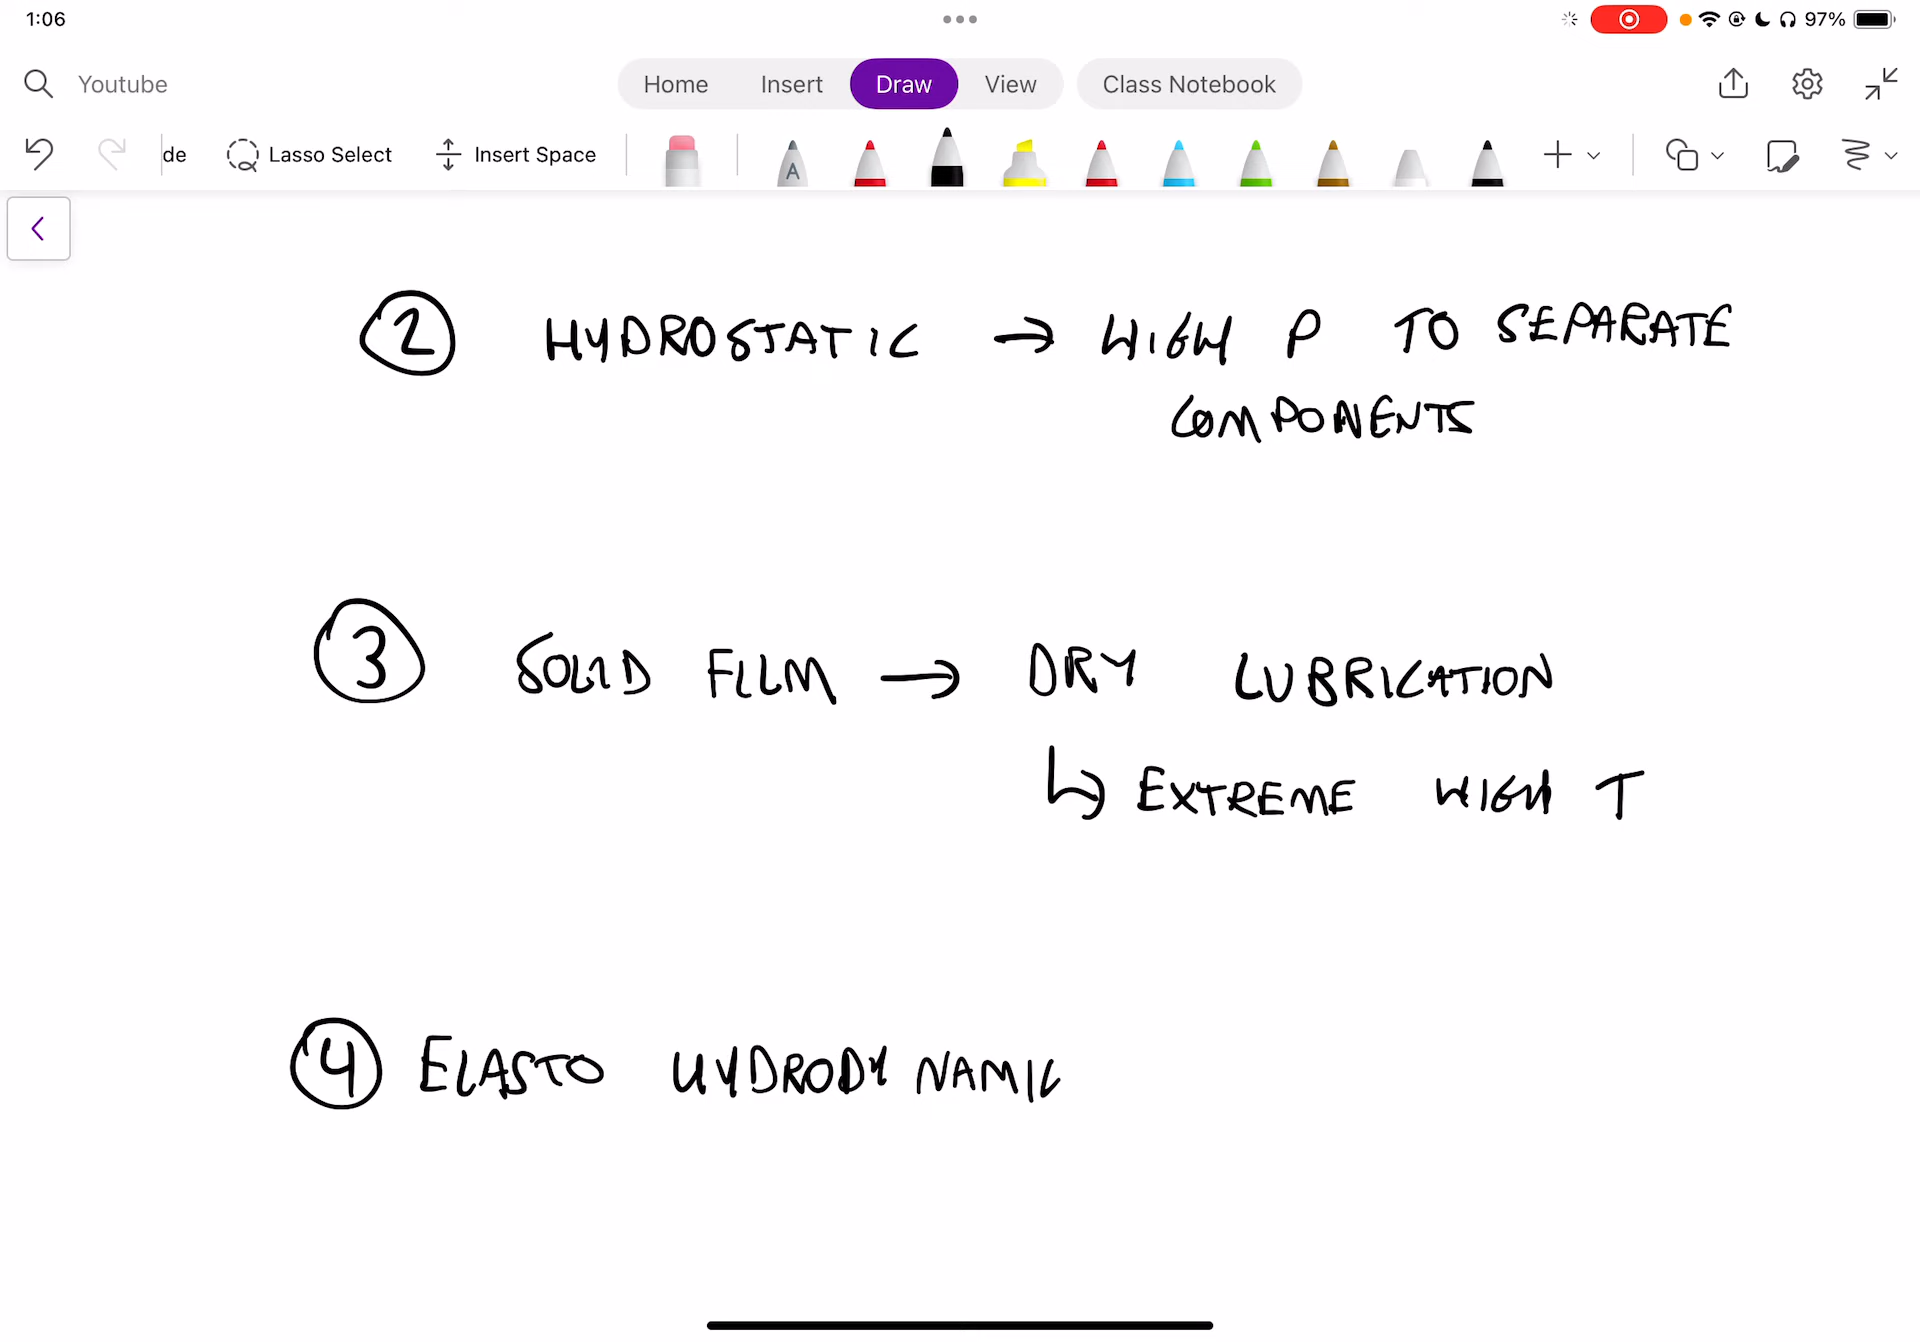 1:06
97%
Youtube
Home Insert Draw View Class Notebook
de Lasso Select Insert Space
A
2 HYDROSTATIC → HIGH P TO SEPARATE
COMPONENTS
3 SOLID FILM → DRY LUBRICATION
↳ EXTREME HIGH T
4 ELASTO HYDRODYNAMIC